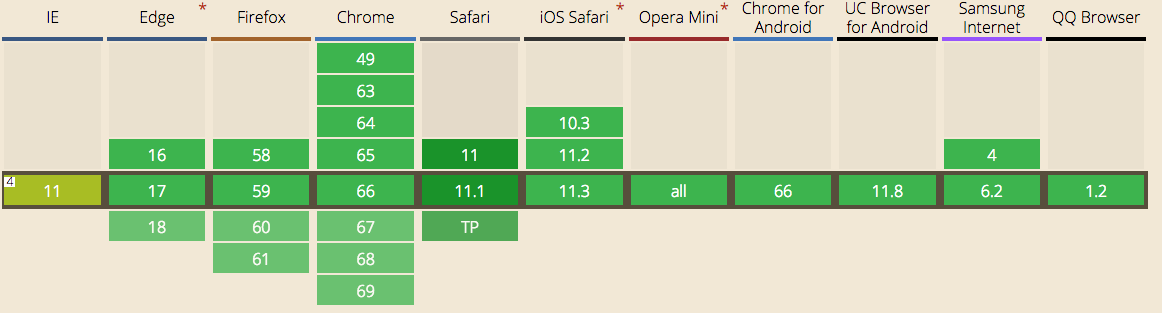 IE Edge * Firefox Chrome Safari iOS Safari * Opera Mini * Chrome for Android UC Browser for Android Samsung Internet QQ Browser
49
63
64 10.3
16 58 65 11 11.2 4
4 11 17 59 66 11.1 11.3 all 66 11.8 6.2 1.2
18 60 67 TP
61 68
69